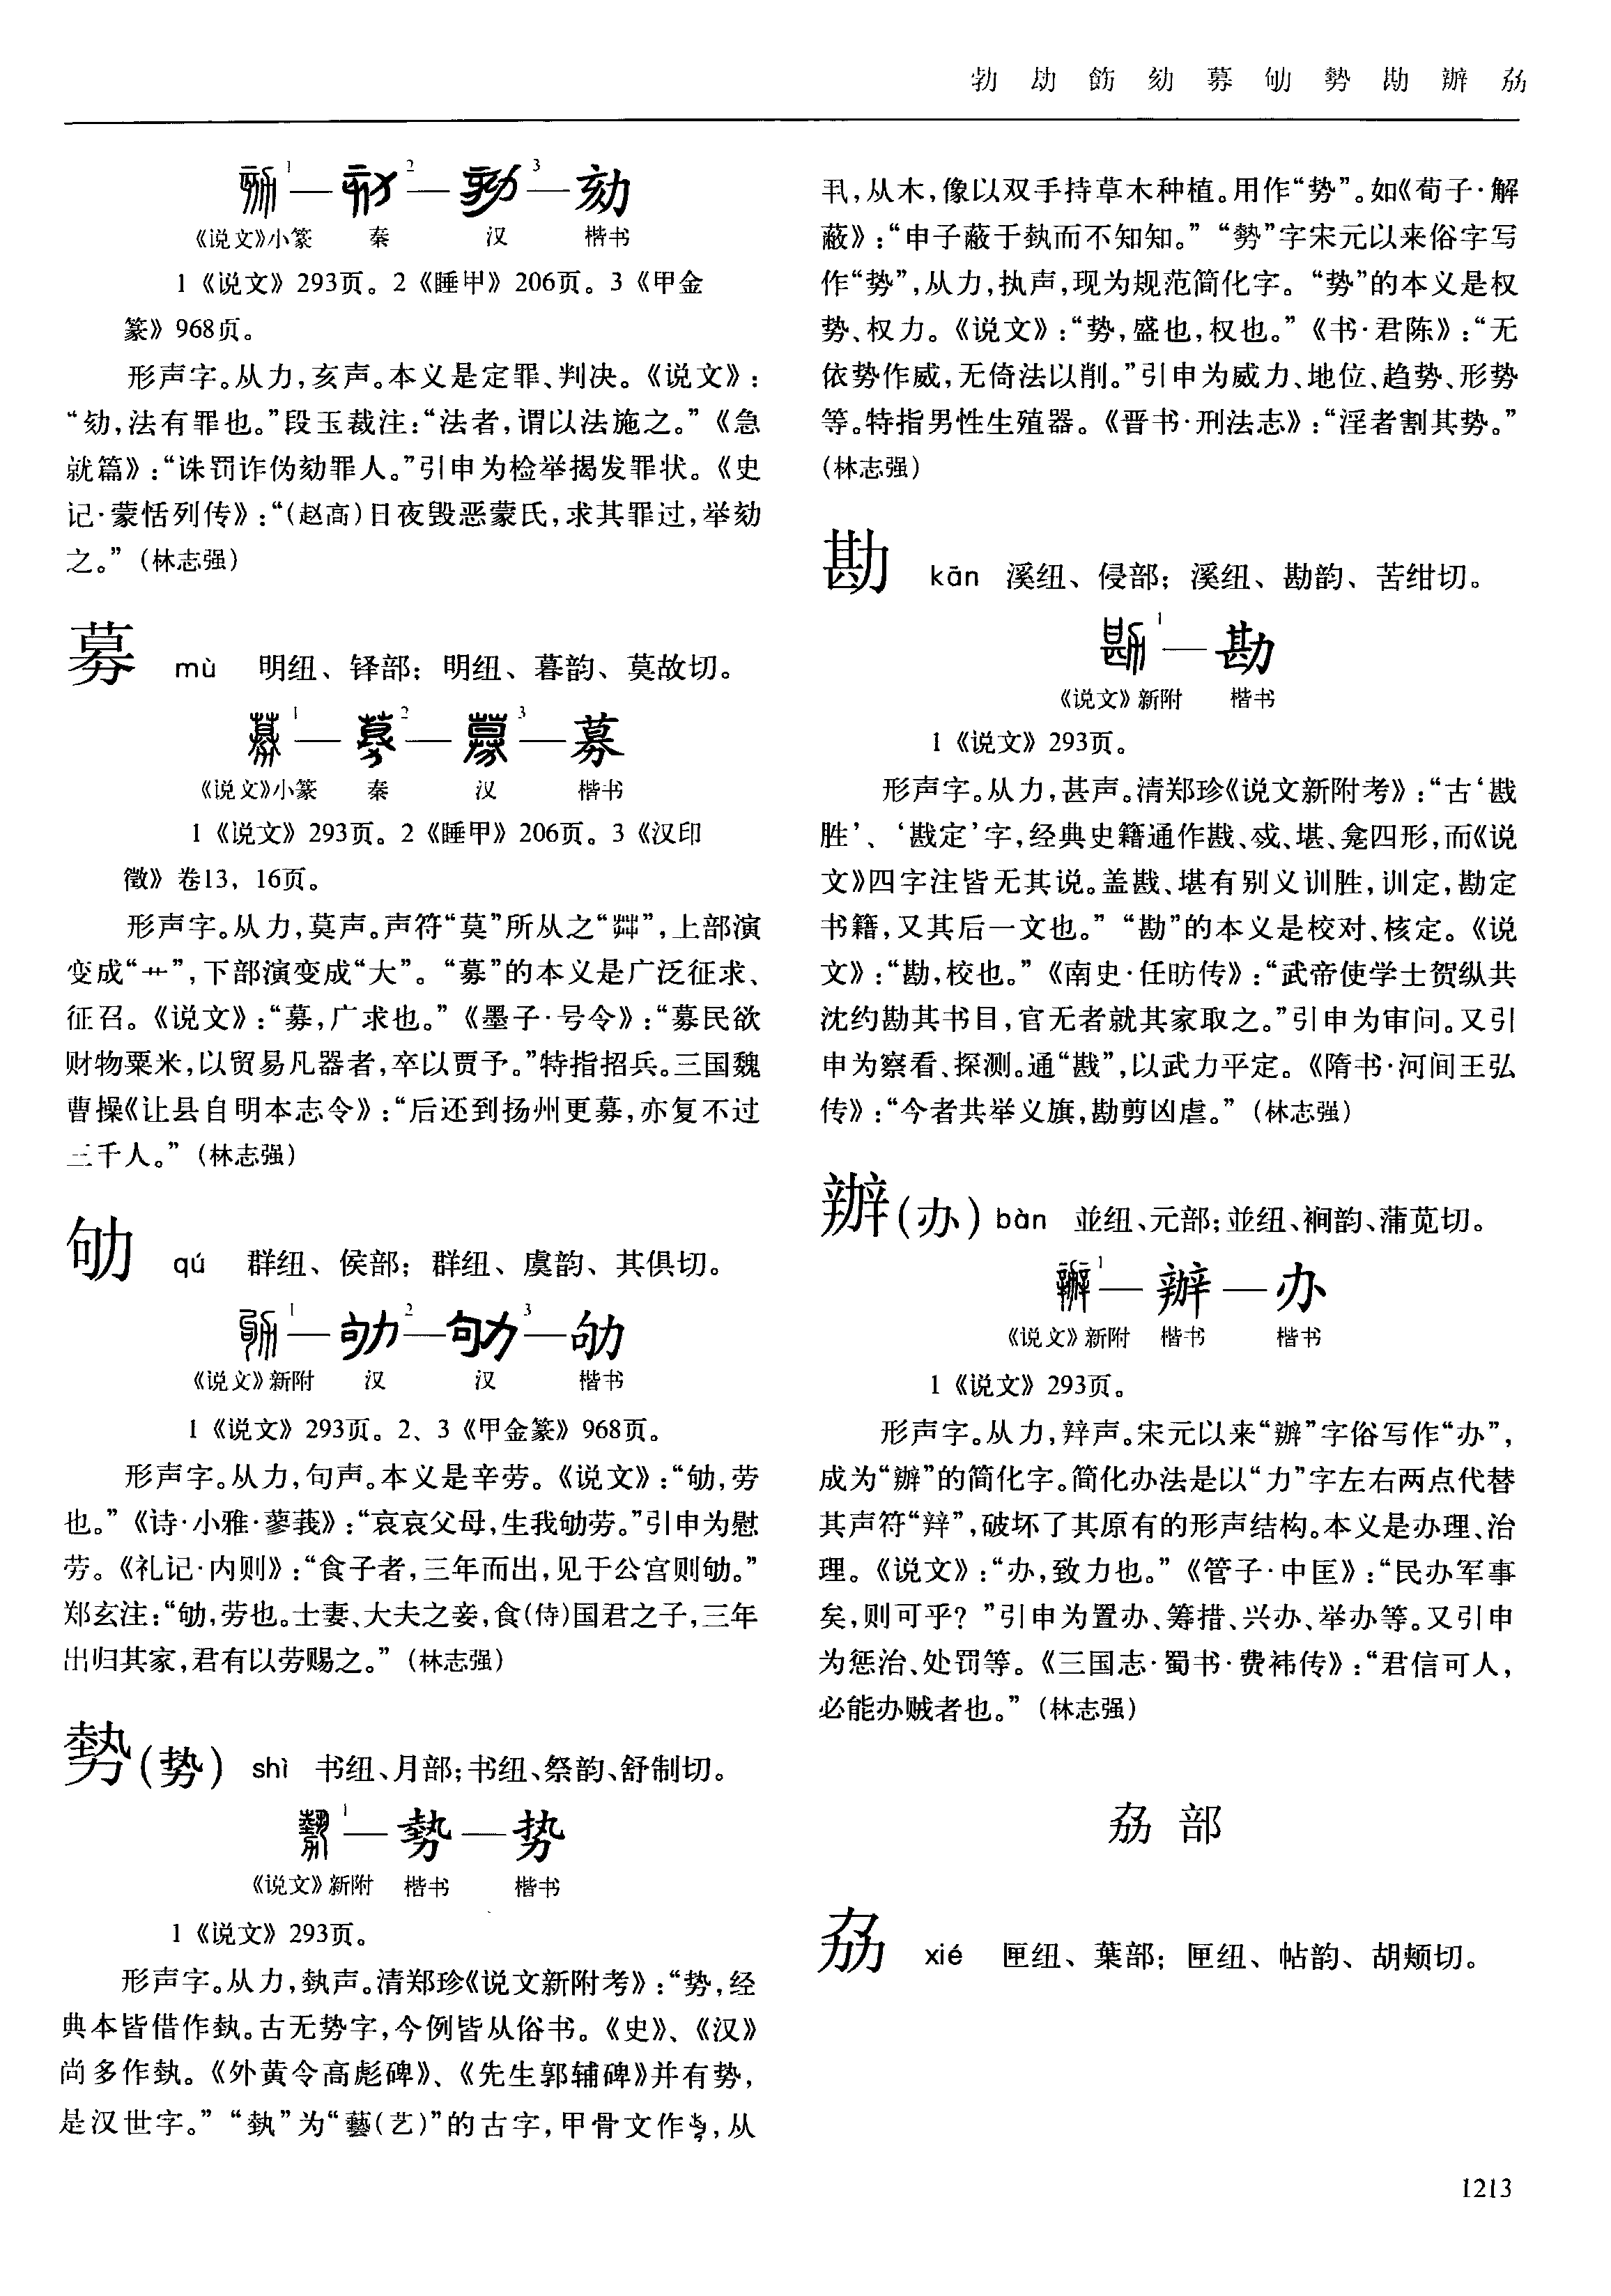 勃 劫 飭 劾 募 劬 勢 勘 辦 劦
1 — 2 — 3 — 劾
《说文》小篆 秦 汉 楷书
1《说文》293页。2《睡甲》206页。3《甲金
篆》968页。
形声字。从力，亥声。本义是定罪、判决。《说文》：
“劾，法有罪也。”段玉裁注：“法者，谓以法施之。”《急
就篇》：“诛罚诈伪劾罪人。”引申为检举揭发罪状。《史
记·蒙恬列传》：“(赵高)日夜毁恶蒙氏，求其罪过，举劾
之。”（林志强）
募 mù 明纽、铎部；明纽、暮韵、莫故切。
1 — 2 — 3 — 募
《说文》小篆 秦 汉 楷书
1《说文》293页。2《睡甲》206页。3《汉印
徵》卷13，16页。
形声字。从力，莫声。声符“莫”所从之“茻”，上部演
变成“艹”，下部演变成“大”。“募”的本义是广泛征求、
征召。《说文》：“募，广求也。”《墨子·号令》：“募民欲
财物粟米，以贸易凡器者，卒以贾予。”特指招兵。三国魏
曹操《让县自明本志令》：“后还到扬州更募，亦复不过
三千人。”（林志强）
劬 qú 群纽、侯部；群纽、虞韵、其俱切。
1 — 2 — 3 — 劬
《说文》新附 汉 汉 楷书
1《说文》293页。2、3《甲金篆》968页。
形声字。从力，句声。本义是辛劳。《说文》：“劬，劳
也。”《诗·小雅·蓼莪》：“哀哀父母，生我劬劳。”引申为慰
劳。《礼记·内则》：“食子者，三年而出，见于公宫则劬。”
郑玄注：“劬，劳也。士妻、大夫之妾，食(侍)国君之子，三年
出归其家，君有以劳赐之。”（林志强）
勢(势) shì 书纽、月部；书纽、祭韵、舒制切。
1 — 勢 — 势
《说文》新附 楷书 楷书
1《说文》293页。
形声字。从力，埶声。清郑珍《说文新附考》：“势，经
典本皆借作埶。古无势字，今例皆从俗书。《史》、《汉》
尚多作埶。《外黄令高彪碑》、《先生郭辅碑》并有势，
是汉世字。”“埶”为“藝(艺)”的古字，甲骨文作，从
丮，从木，像以双手持草木种植。用作“势”。如《荀子·解
蔽》：“申子蔽于埶而不知知。”“勢”字宋元以来俗字写
作“势”，从力，执声，现为规范简化字。“势”的本义是权
势、权力。《说文》：“势，盛也，权也。”《书·君陈》：“无
依势作威，无倚法以削。”引申为威力、地位、趋势、形势
等。特指男性生殖器。《晋书·刑法志》：“淫者割其势。”
（林志强）
勘 kān 溪纽、侵部；溪纽、勘韵、苦绀切。
1 — 勘
《说文》新附 楷书
1《说文》293页。
形声字。从力，甚声。清郑珍《说文新附考》：“古‘戡
胜’、‘戡定’字，经典史籍通作戡、𢦟、堪、龛四形，而《说
文》四字注皆无其说。盖戡、堪有别义训胜，训定，勘定
书籍，又其后一文也。”“勘”的本义是校对、核定。《说
文》：“勘，校也。”《南史·任昉传》：“武帝使学士贺纵共
沈约勘其书目，官无者就其家取之。”引申为审问。又引
申为察看、探测。通“戡”，以武力平定。《隋书·河间王弘
传》：“今者共举义旗，勘剪凶虐。”（林志强）
辦(办) bàn 並纽、元部；並纽、裥韵、蒲苋切。
1 — 辦 — 办
《说文》新附 楷书 楷书
1《说文》293页。
形声字。从力，辡声。宋元以来“辦”字俗写作“办”，
成为“辦”的简化字。简化办法是以“力”字左右两点代替
其声符“辡”，破坏了其原有的形声结构。本义是办理、治
理。《说文》：“办，致力也。”《管子·中匡》：“民办军事
矣，则可乎？”引申为置办、筹措、兴办、举办等。又引申
为惩治、处罚等。《三国志·蜀书·费祎传》：“君信可人，
必能办贼者也。”（林志强）
劦部
劦 xié 匣纽、葉部；匣纽、帖韵、胡颊切。
1213